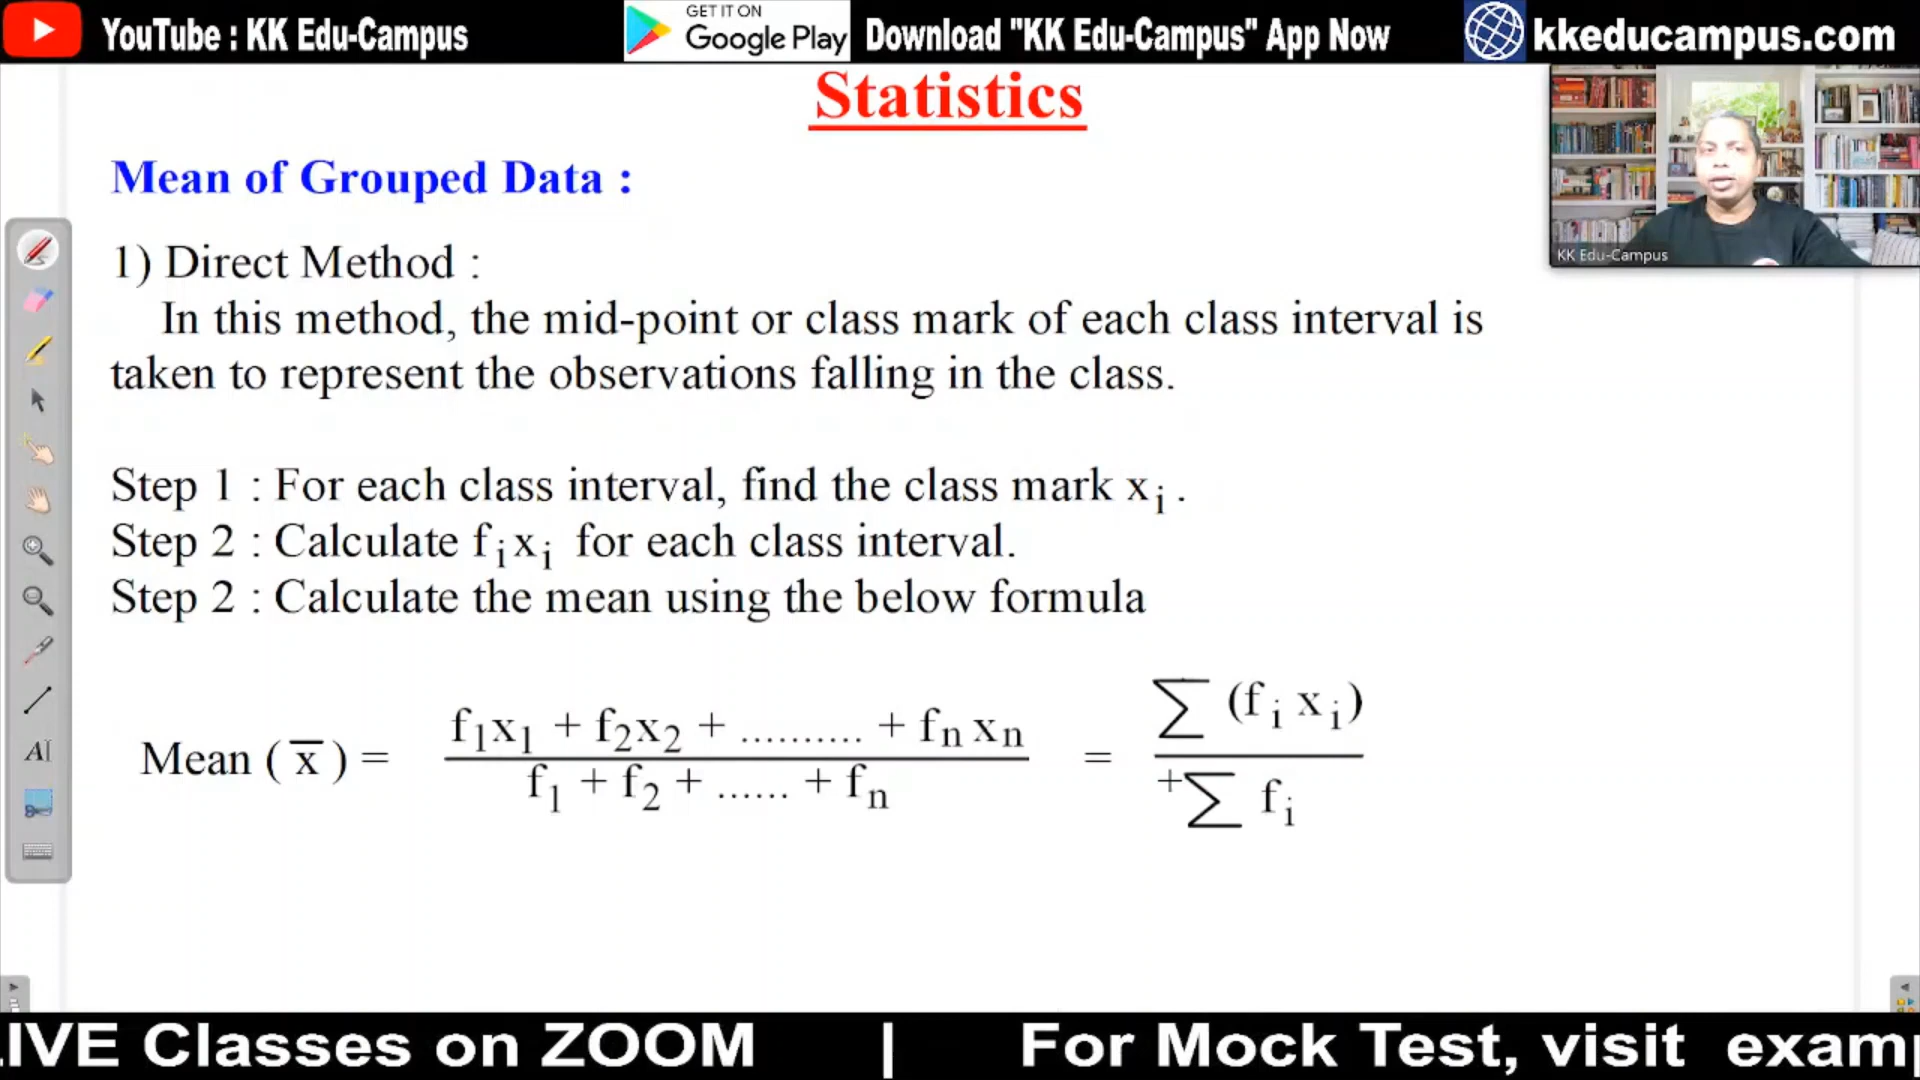 YouTube : KK Edu-Campus
GET IT ON
Google Play
Download "KK Edu-Campus" App Now
kkeducampus.com
Statistics
KK Edu-Campus
Mean of Grouped Data :
1) Direct Method :
In this method, the mid-point or class mark of each class interval is
taken to represent the observations falling in the class.
Step 1 : For each class interval, find the class mark xᵢ .
Step 2 : Calculate fᵢxᵢ for each class interval.
Step 2 : Calculate the mean using the below formula
Mean ( x̅ ) = f₁x₁ + f₂x₂ + .......... + fₙ xₙ / f₁ + f₂ + ...... + fₙ = ∑ (fᵢ xᵢ) / ∑ fᵢ
AI
LIVE Classes on ZOOM | For Mock Test, visit exam